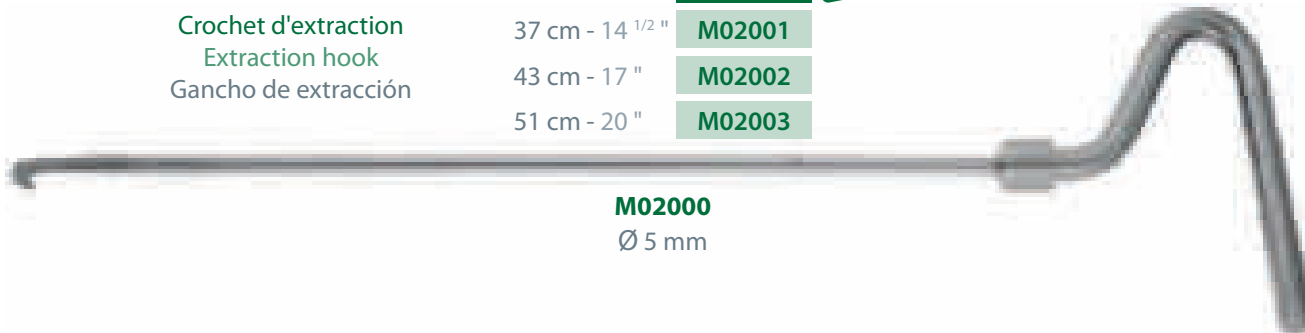 Crochet d'extraction
Extraction hook
Gancho de extracción
37 cm - 14 1/2 " M02001
43 cm - 17 " M02002
51 cm - 20 " M02003
M02000
Ø 5 mm